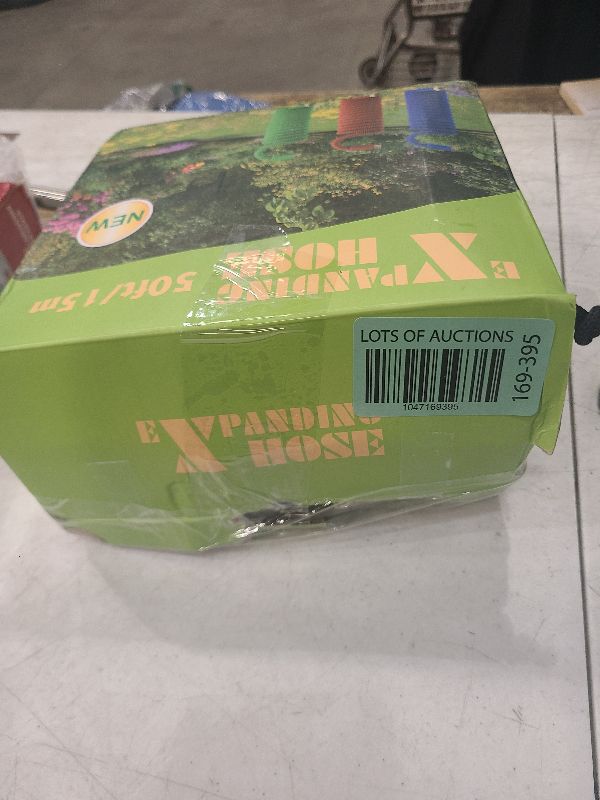 NEW
EXPANDING
HOSE
50ft/15m
LOTS OF AUCTIONS
1047169395
169-395
EXPANDING
HOSE